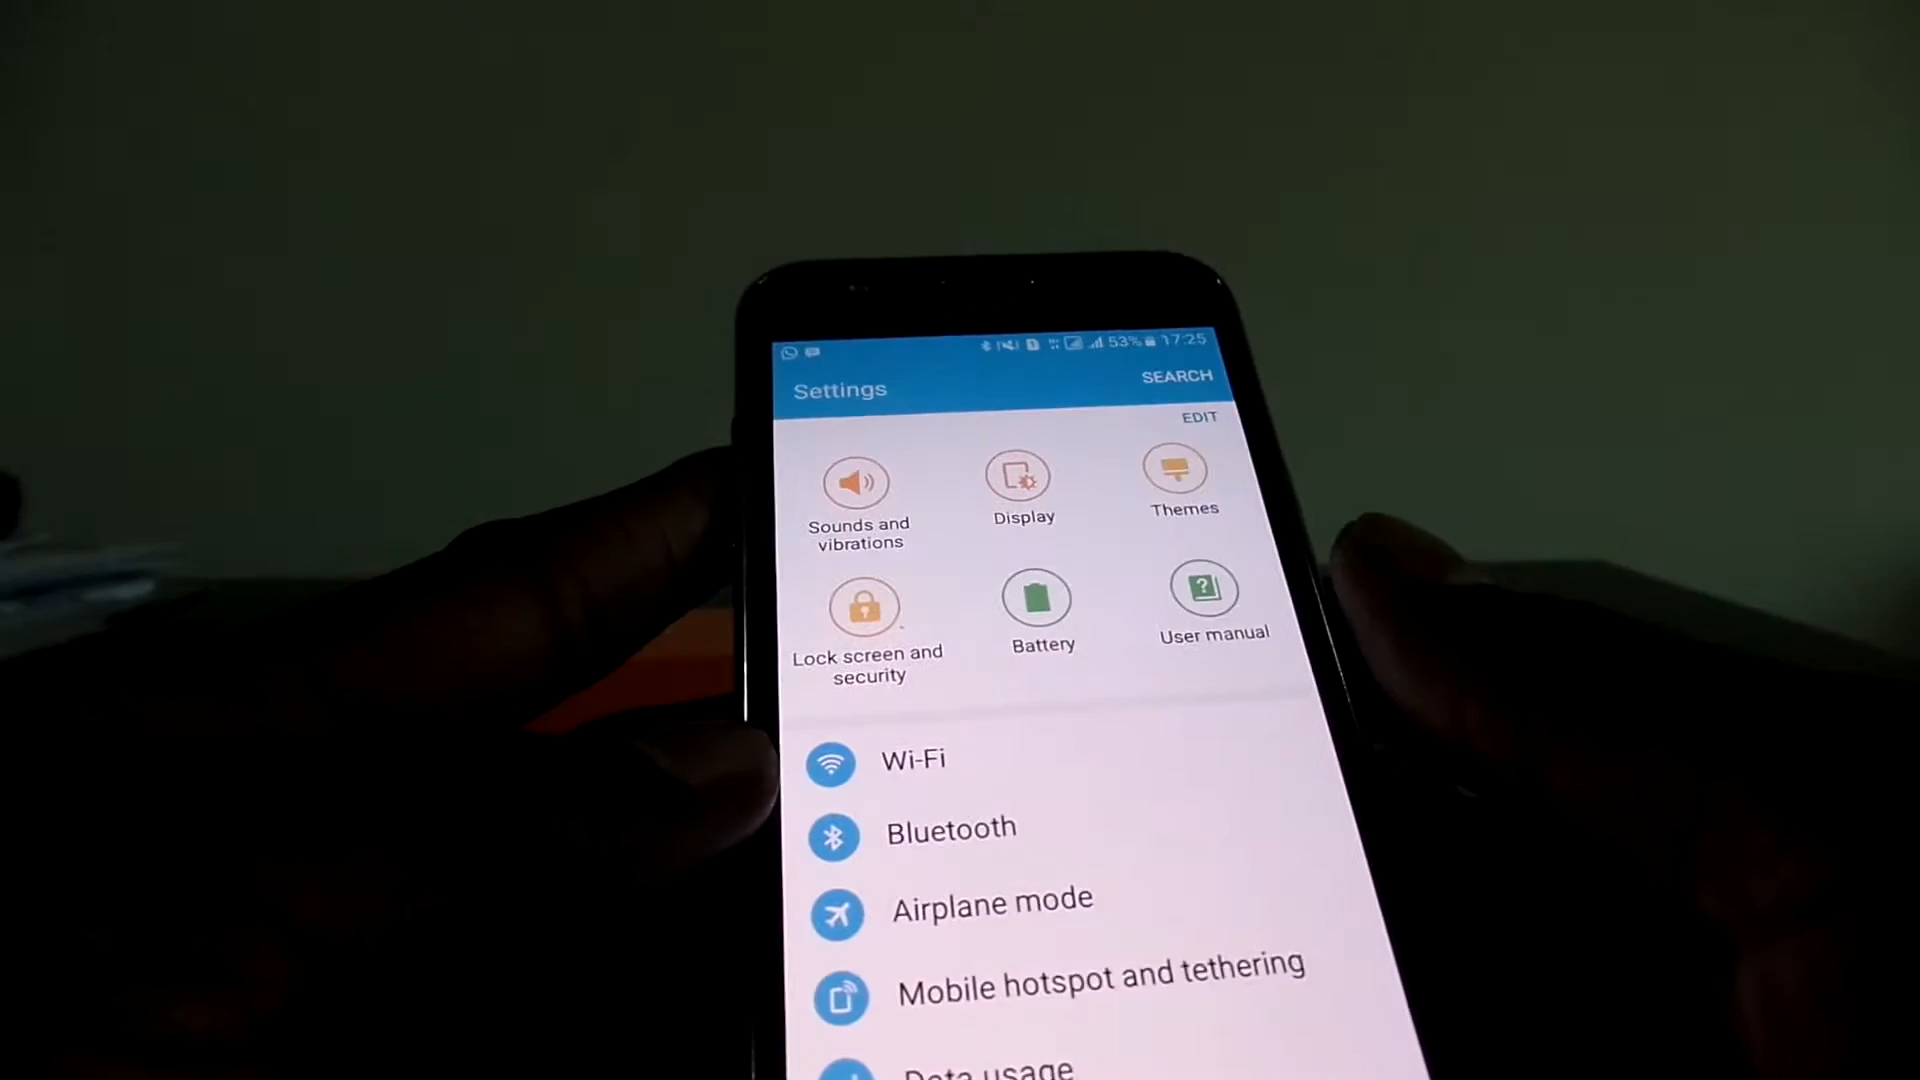 53% 17:25
Settings
SEARCH
EDIT
Sounds and
vibrations
Display
Themes
Lock screen and
security
Battery
User manual
Wi-Fi
Bluetooth
Airplane mode
Mobile hotspot and tethering
Data usage